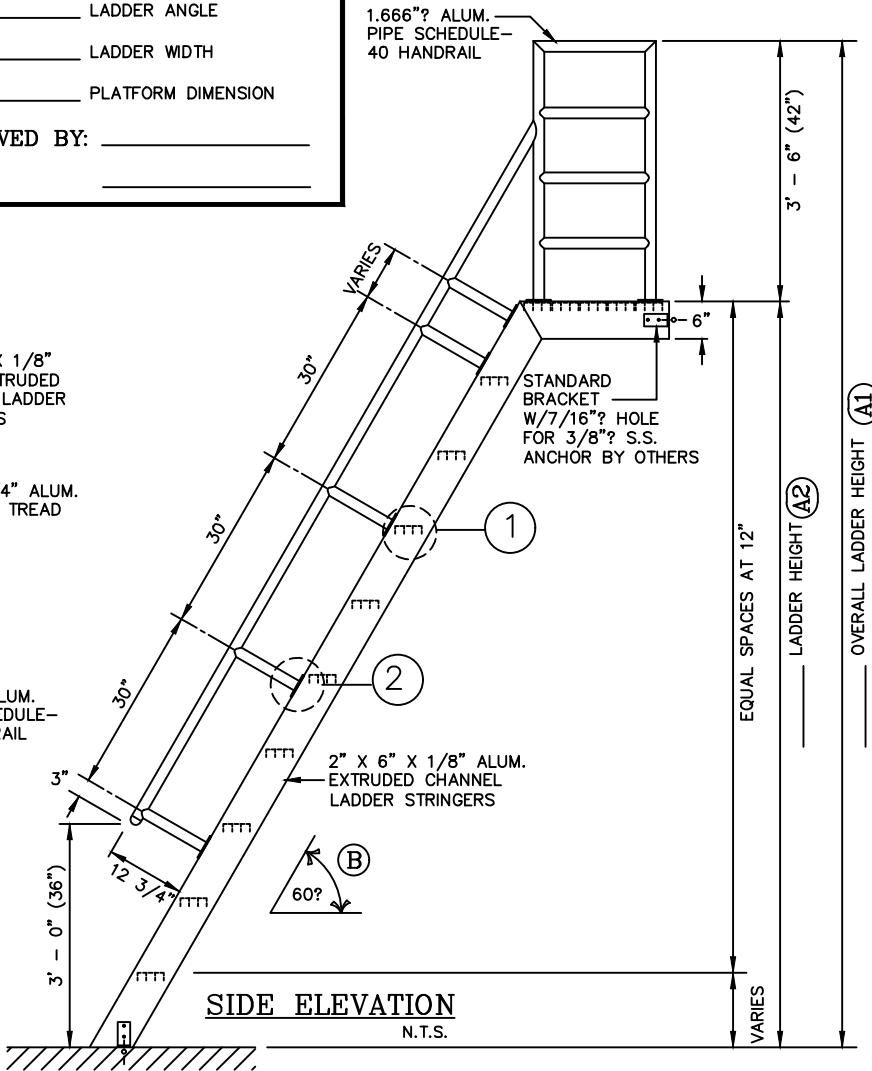 LADDER ANGLE
LADDER WIDTH
PLATFORM DIMENSION
VED BY:
1.666"? ALUM.
PIPE SCHEDULE-
40 HANDRAIL
3' - 6" (42")
VARIES
6"
X 1/8"
TRUDED
LADDER
S
30"
STANDARD
BRACKET
W/7/16"? HOLE
FOR 3/8"? S.S.
ANCHOR BY OTHERS
4" ALUM.
TREAD
30"
1
EQUAL SPACES AT 12"
LADDER HEIGHT A2
OVERALL LADDER HEIGHT A1
30"
2
LUM.
EDULE-
RAIL
3"
2" X 6" X 1/8" ALUM.
EXTRUDED CHANNEL
LADDER STRINGERS
12 3/4"
B
60?
3' - 0" (36")
SIDE ELEVATION
N.T.S.
VARIES